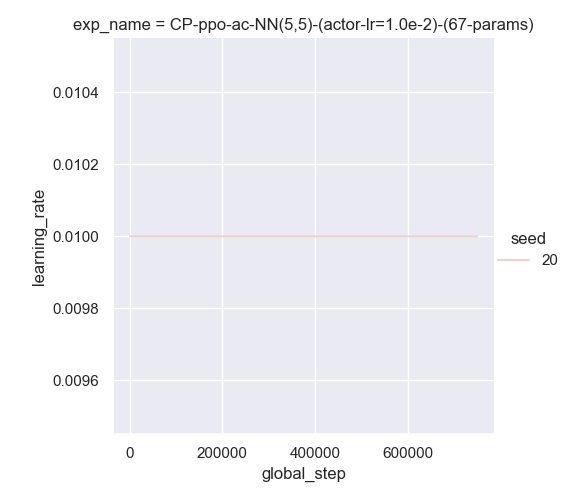 exp_name = CP-ppo-ac-NN(5,5)-(actor-lr=1.0e-2)-(67-params)
0.0104
0.0102
0.0100
0.0098
0.0096
learning_rate
seed
20
0
200000
400000
600000
global_step